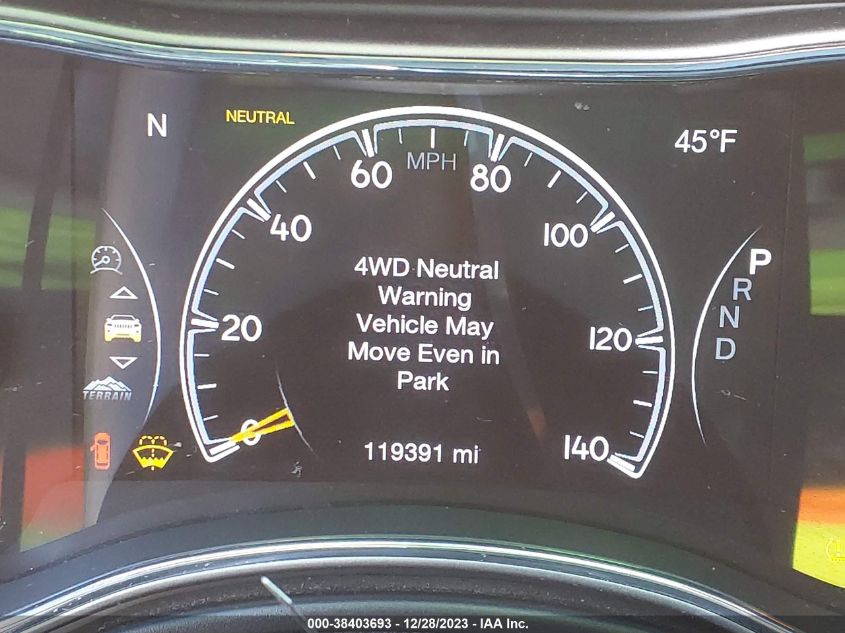 N
NEUTRAL
45°F
MPH
60
80
40
100
20
120
0
140
4WD Neutral
Warning
Vehicle May
Move Even in
Park
119391 mi
P
R
N
D
TERRAIN
000-38403693 - 12/28/2023 - IAA Inc.